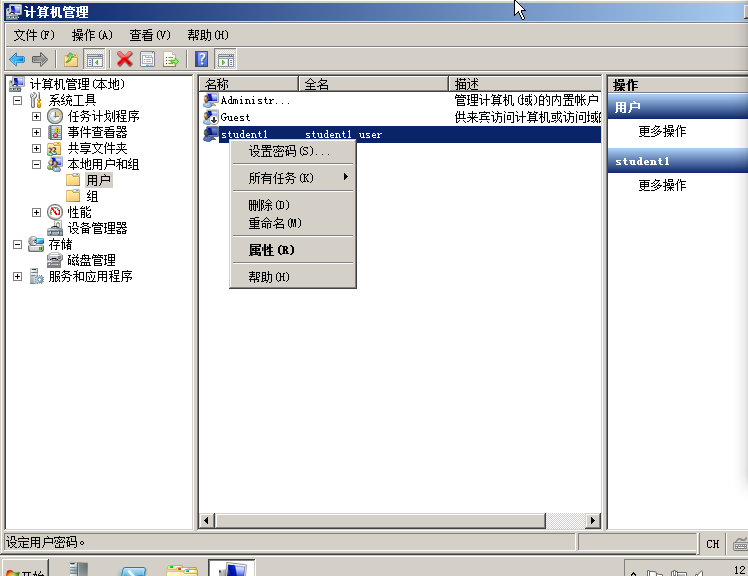 计算机管理
文件(F) 操作(A) 查看(V) 帮助(H)
名称 全名 描述 操作
计算机管理(本地)
系统工具
任务计划程序
事件查看器
共享文件夹
本地用户和组
用户
组
性能
设备管理器
存储
磁盘管理
服务和应用程序
Administr... 管理计算机(域)的内置帐户
Guest 供来宾访问计算机或访问域的
student1 student1 user
设置密码(S)...
所有任务(K)
删除(D)
重命名(M)
属性(R)
帮助(H)
用户
更多操作
student1
更多操作
设定用户密码。
CH
开始
12